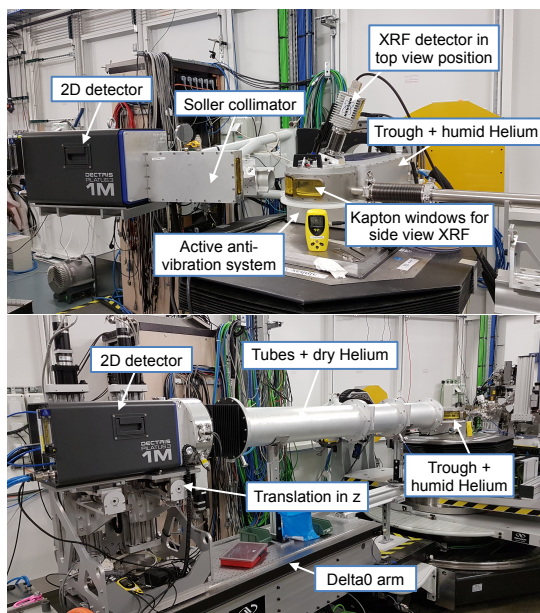 XRF detector in
top view position
2D detector
Soller collimator
Trough + humid Helium
DECTRIS
PILATUS3
1M
Kapton windows for
side view XRF
Active anti-
vibration system
2D detector
Tubes + dry Helium
DECTRIS
PILATUS3
1M
Trough +
humid Helium
Translation in z
Delta0 arm